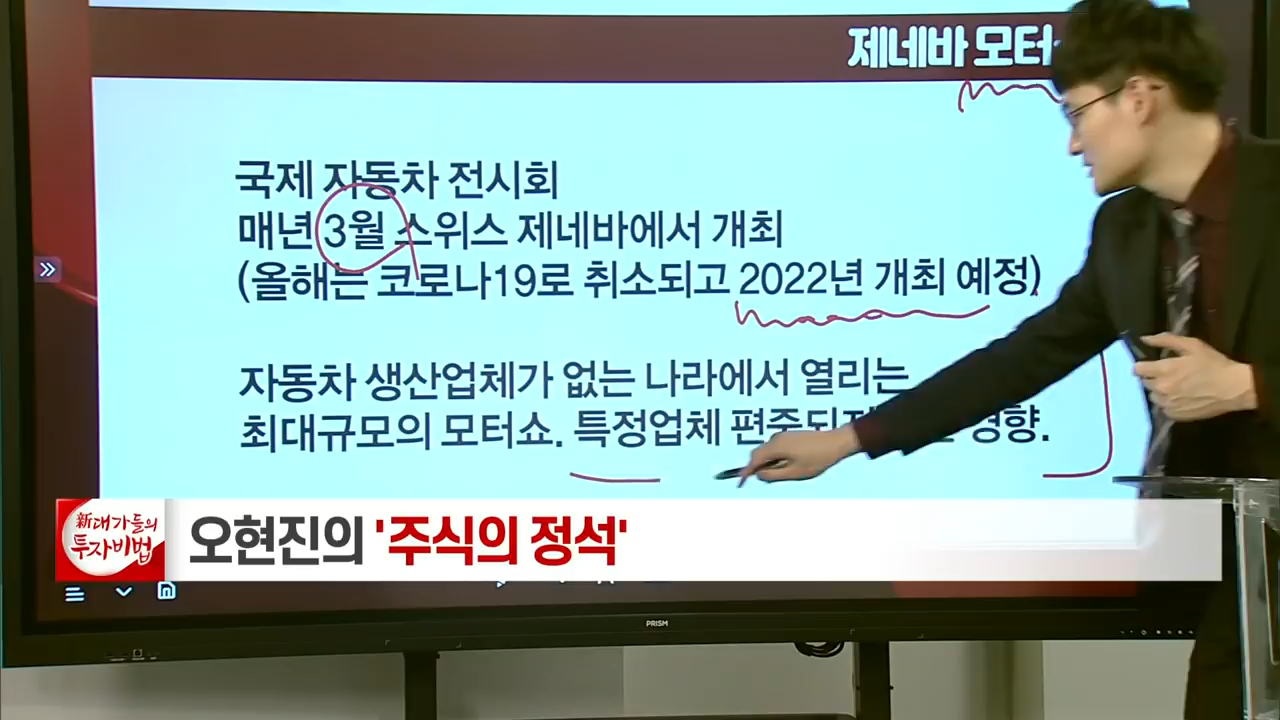 제네바 모터
국제 자동차 전시회
매년 3월 스위스 제네바에서 개최
(올해는 코로나19로 취소되고 2022년 개최 예정)
자동차 생산업체가 없는 나라에서 열리는
최대규모의 모터쇼. 특정업체 영향.
新대가들의
투자비법
오현진의 '주식의 정석'
PRISM